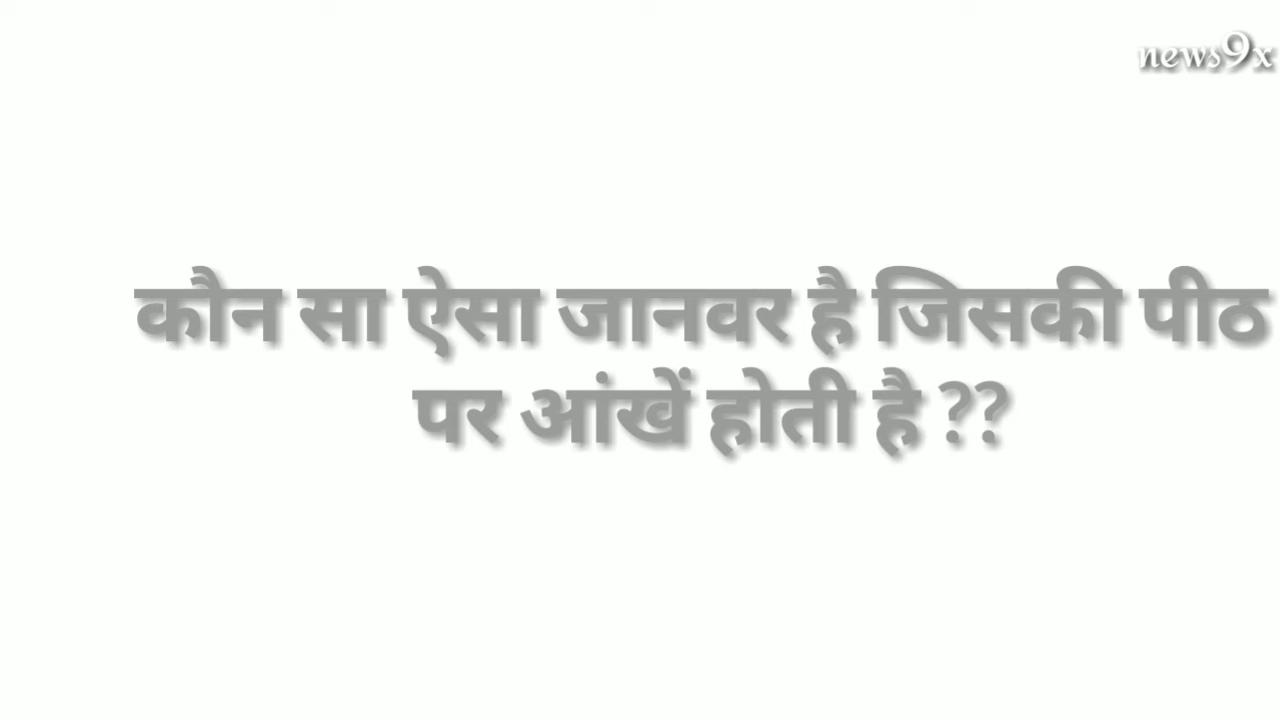 news9x
कौन सा ऐसा जानवर है जिसकी पीठ
पर आंखें होती है ??